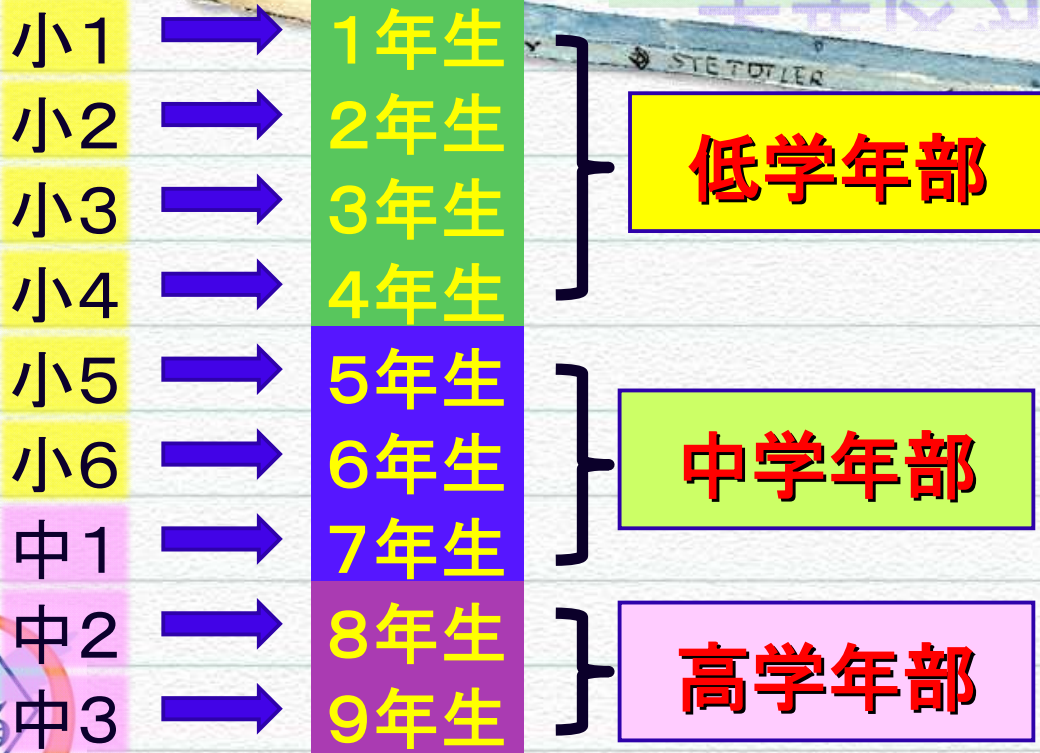 小1 1年生
小2 2年生
小3 3年生
小4 4年生
小5 5年生
小6 6年生
中1 7年生
中2 8年生
中3 9年生
低学年部
中学年部
高学年部